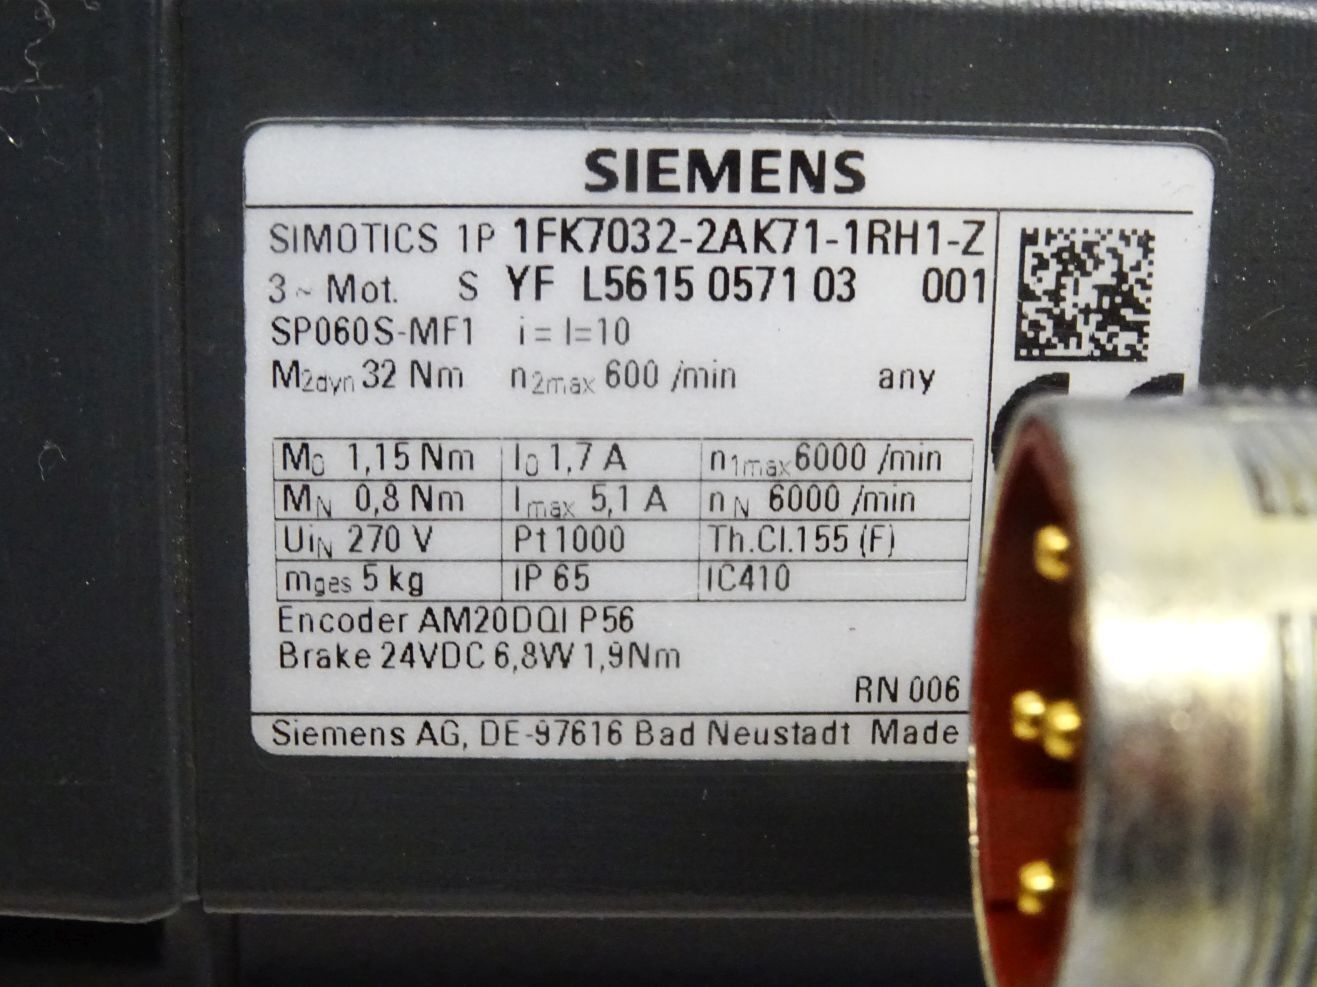 SIEMENS
SIMOTICS 1P 1FK7032-2AK71-1RH1-Z
3 ~ Mot. S YF L5615 0571 03 001
SP060S-MF1 i = I=10
M2dyn 32 Nm n2max 600 /min any
M0 1,15 Nm I0 1,7 A n1max 6000 /min
MN 0,8 Nm Imax 5,1 A nN 6000 /min
UiN 270 V Pt1000 Th.Cl.155 (F)
mges 5 kg IP 65 IC410
Encoder AM20DQI P56
Brake 24VDC 6,8W 1,9Nm
RN 006
Siemens AG, DE-97616 Bad Neustadt Made